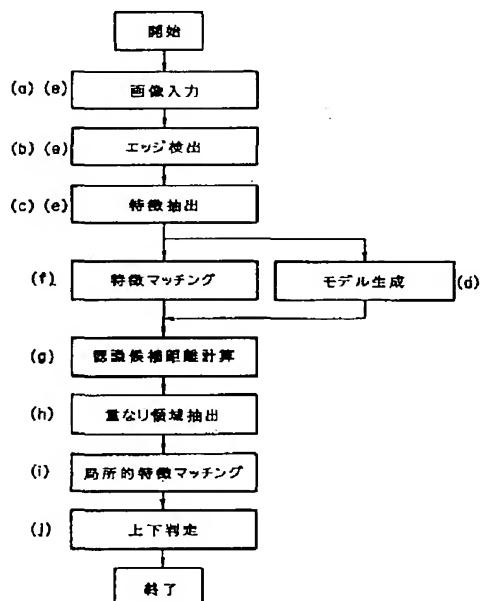 開始
(a) (e) 画像入力
(b) (e) エッジ検出
(c) (e) 特徴抽出
(f) 特徴マッチング モデル生成 (d)
(g) 認識候補距離計算
(h) 重なり領域抽出
(i) 局所的特徴マッチング
(j) 上下判定
終了